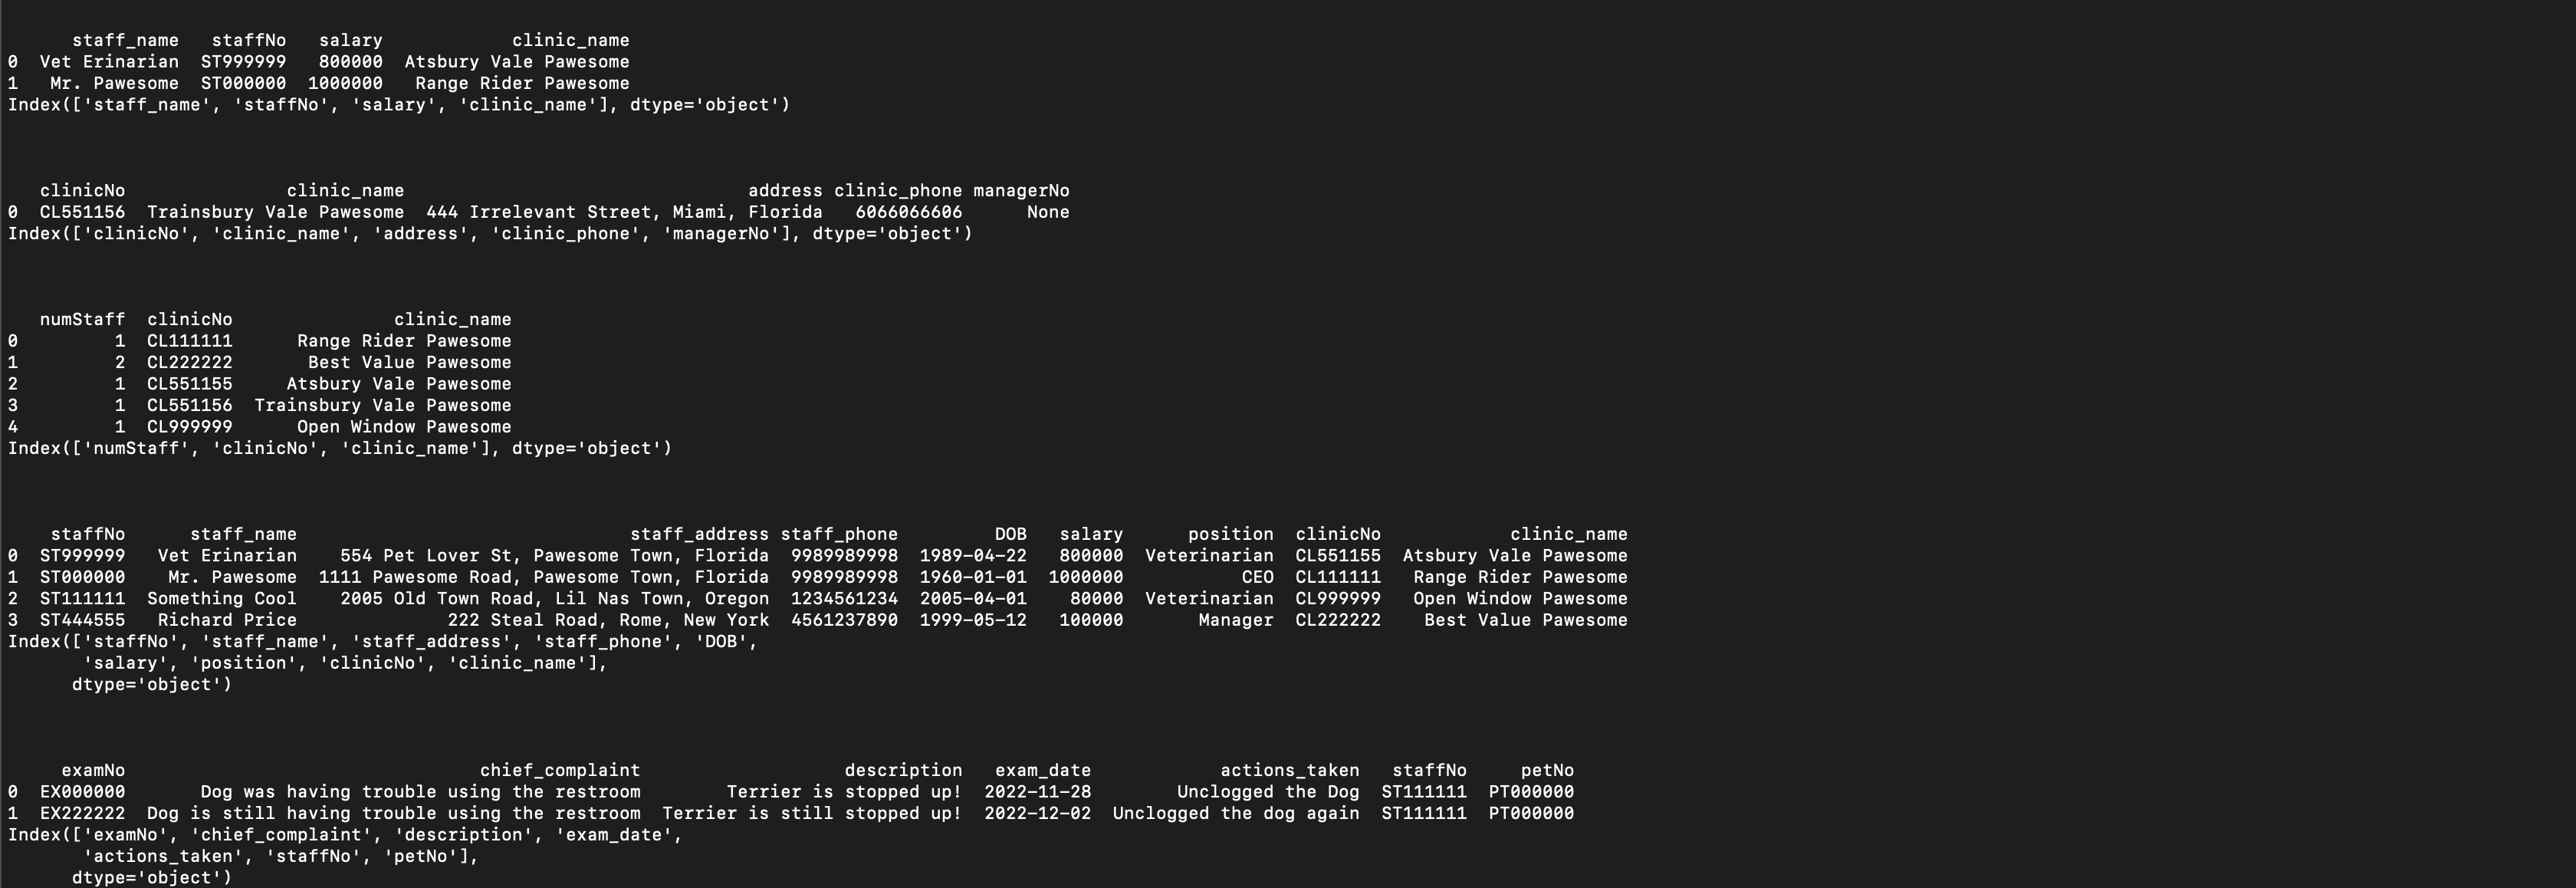 staff_name staffNo salary clinic_name
0 Vet Erinarian ST999999 800000 Atsbury Vale Pawesome
1 Mr. Pawesome ST000000 1000000 Range Rider Pawesome
Index(['staff_name', 'staffNo', 'salary', 'clinic_name'], dtype='object')
clinicNo clinic_name address clinic_phone managerNo
0 CL551156 Trainsbury Vale Pawesome 444 Irrelevant Street, Miami, Florida 6066066606 None
Index(['clinicNo', 'clinic_name', 'address', 'clinic_phone', 'managerNo'], dtype='object')
numStaff clinicNo clinic_name
0 1 CL111111 Range Rider Pawesome
1 2 CL222222 Best Value Pawesome
2 1 CL551155 Atsbury Vale Pawesome
3 1 CL551156 Trainsbury Vale Pawesome
4 1 CL999999 Open Window Pawesome
Index(['numStaff', 'clinicNo', 'clinic_name'], dtype='object')
staffNo staff_name staff_address staff_phone DOB salary position clinicNo clinic_name
0 ST999999 Vet Erinarian 554 Pet Lover St, Pawesome Town, Florida 9989989998 1989-04-22 800000 Veterinarian CL551155 Atsbury Vale Pawesome
1 ST000000 Mr. Pawesome 1111 Pawesome Road, Pawesome Town, Florida 9989989998 1960-01-01 1000000 CEO CL111111 Range Rider Pawesome
2 ST111111 Something Cool 2005 Old Town Road, Lil Nas Town, Oregon 1234561234 2005-04-01 80000 Veterinarian CL999999 Open Window Pawesome
3 ST444555 Richard Price 222 Steal Road, Rome, New York 4561237890 1999-05-12 100000 Manager CL222222 Best Value Pawesome
Index(['staffNo', 'staff_name', 'staff_address', 'staff_phone', 'DOB',
'salary', 'position', 'clinicNo', 'clinic_name'],
dtype='object')
examNo chief_complaint description exam_date actions_taken staffNo petNo
0 EX000000 Dog was having trouble using the restroom Terrier is stopped up! 2022-11-28 Unclogged the Dog ST111111 PT000000
1 EX222222 Dog is still having trouble using the restroom Terrier is still stopped up! 2022-12-02 Unclogged the dog again ST111111 PT000000
Index(['examNo', 'chief_complaint', 'description', 'exam_date',
'actions_taken', 'staffNo', 'petNo'],
dtype='object')